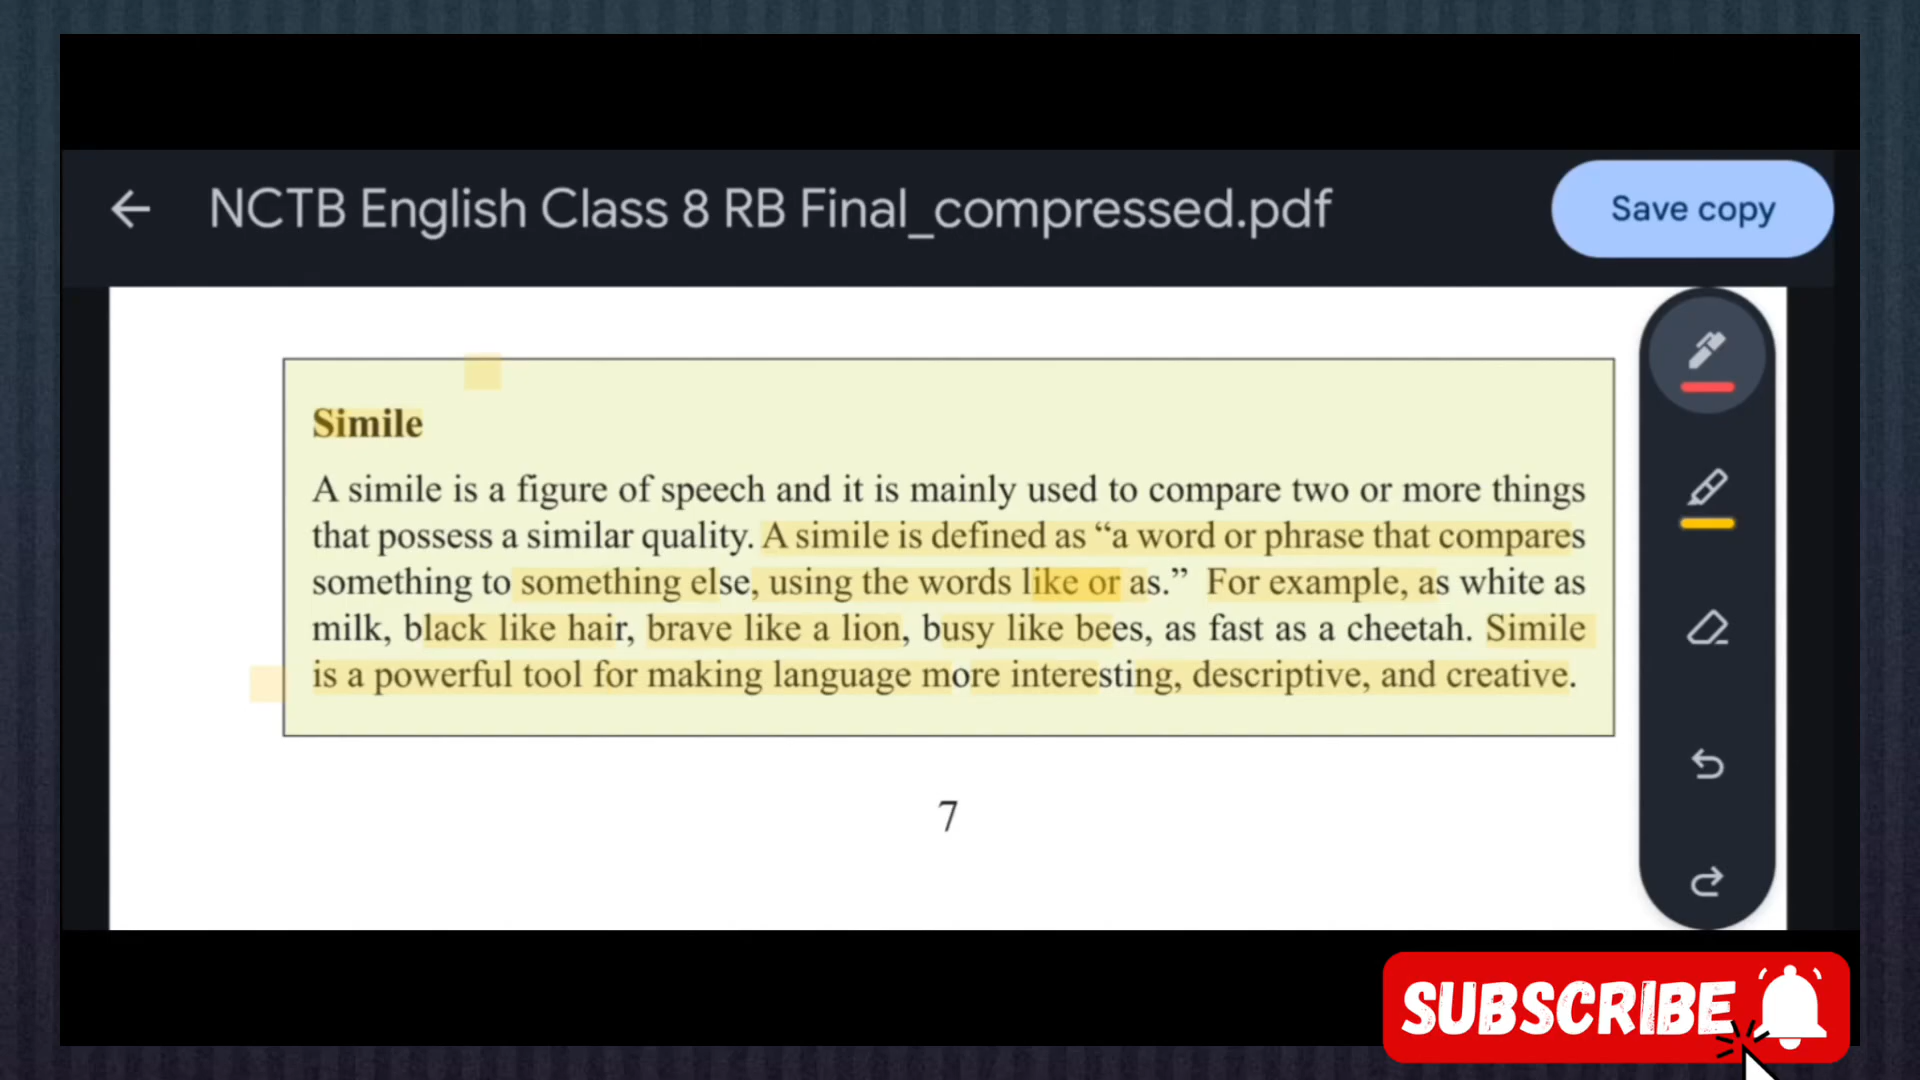 NCTB English Class 8 RB Final_compressed.pdf
Save copy
Simile
A simile is a figure of speech and it is mainly used to compare two or more things
that possess a similar quality. A simile is defined as “a word or phrase that compares
something to something else, using the words like or as.” For example, as white as
milk, black like hair, brave like a lion, busy like bees, as fast as a cheetah. Simile
is a powerful tool for making language more interesting, descriptive, and creative.
7
SUBSCRIBE